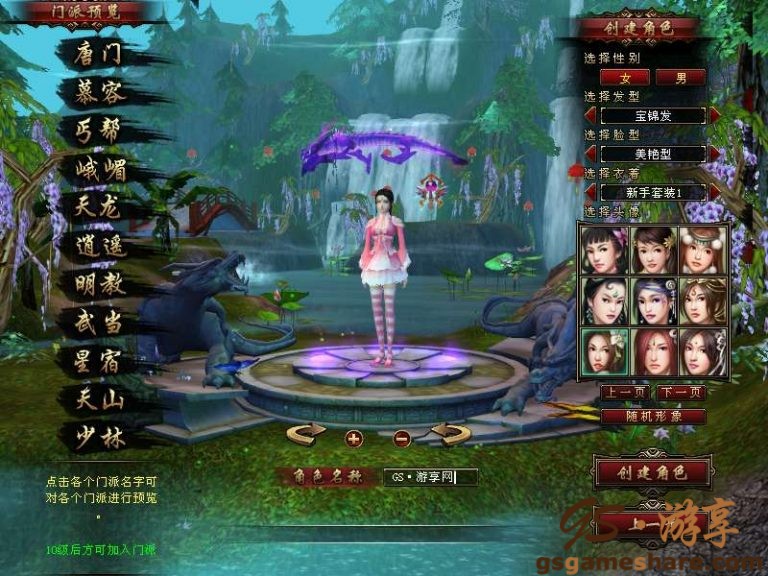 门派预览
唐门
慕容
丐帮
峨嵋
天龙
逍遥
明教
武当
星宿
天山
少林
点击各个门派名字可
对各个门派进行预览
。
10级后方可加入门派
角色名称
GS·游享网
创建角色
选择性别
女 男
选择发型
宝锦发
选择脸型
美艳型
选择衣着
新手套装1
选择头像
上一页 下一页
随机形象
创建角色
上一步
GS·游享
gsgameshare.com